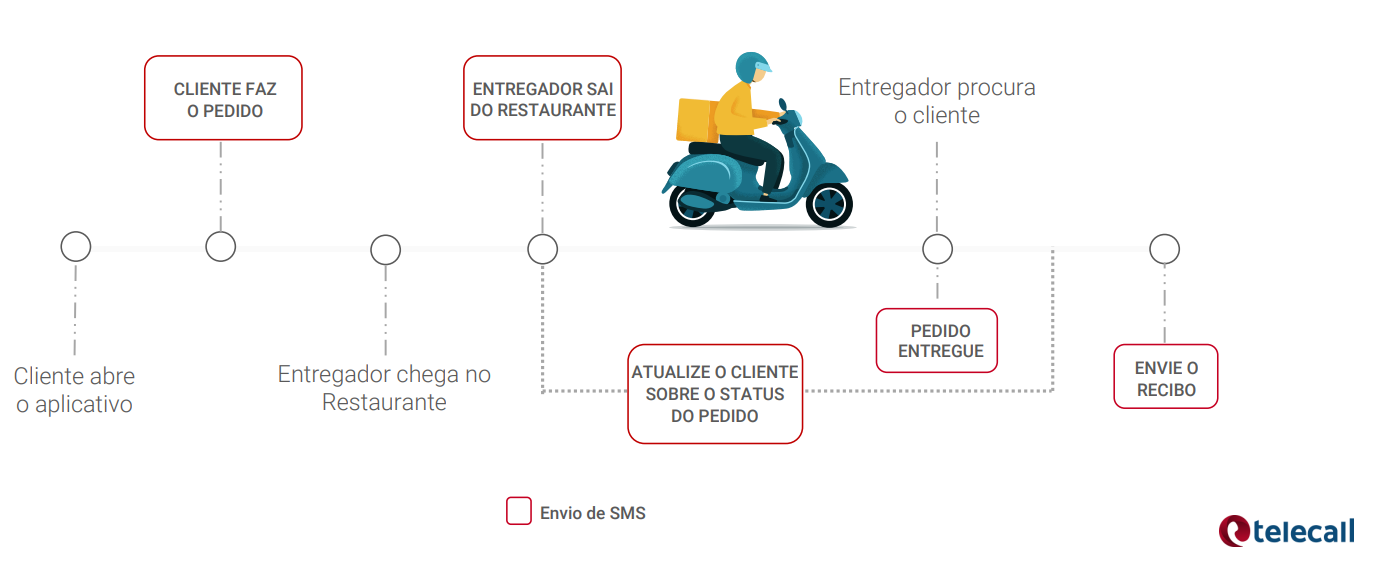 CLIENTE FAZ
O PEDIDO
ENTREGADOR SAI
DO RESTAURANTE
Entregador procura
o cliente
Cliente abre
o aplicativo
Entregador chega no
Restaurante
ATUALIZE O CLIENTE
SOBRE O STATUS
DO PEDIDO
PEDIDO
ENTREGUE
ENVIE O
RECIBO
Envio de SMS
telecall